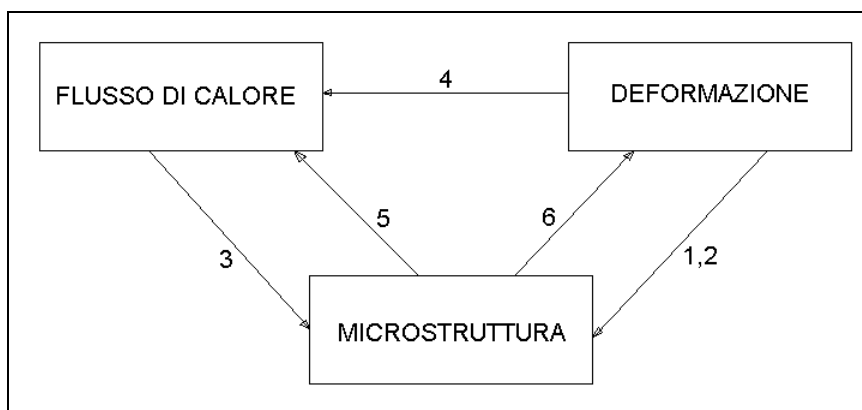 FLUSSO DI CALORE
4
DEFORMAZIONE
5
6
3
1,2
MICROSTRUTTURA